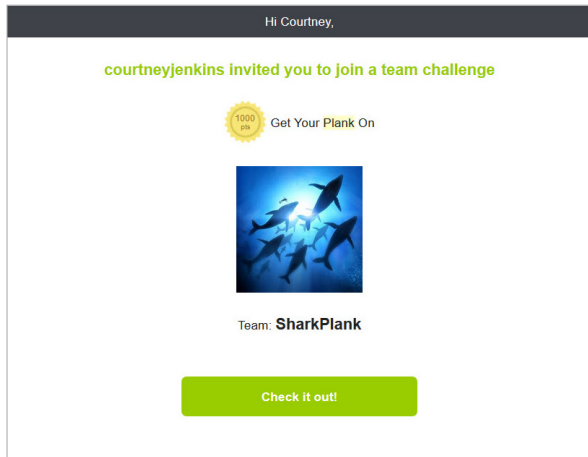 Hi Courtney,
courtneyjenkins invited you to join a team challenge
1000
pts
Get Your Plank On
Team: SharkPlank
Check it out!